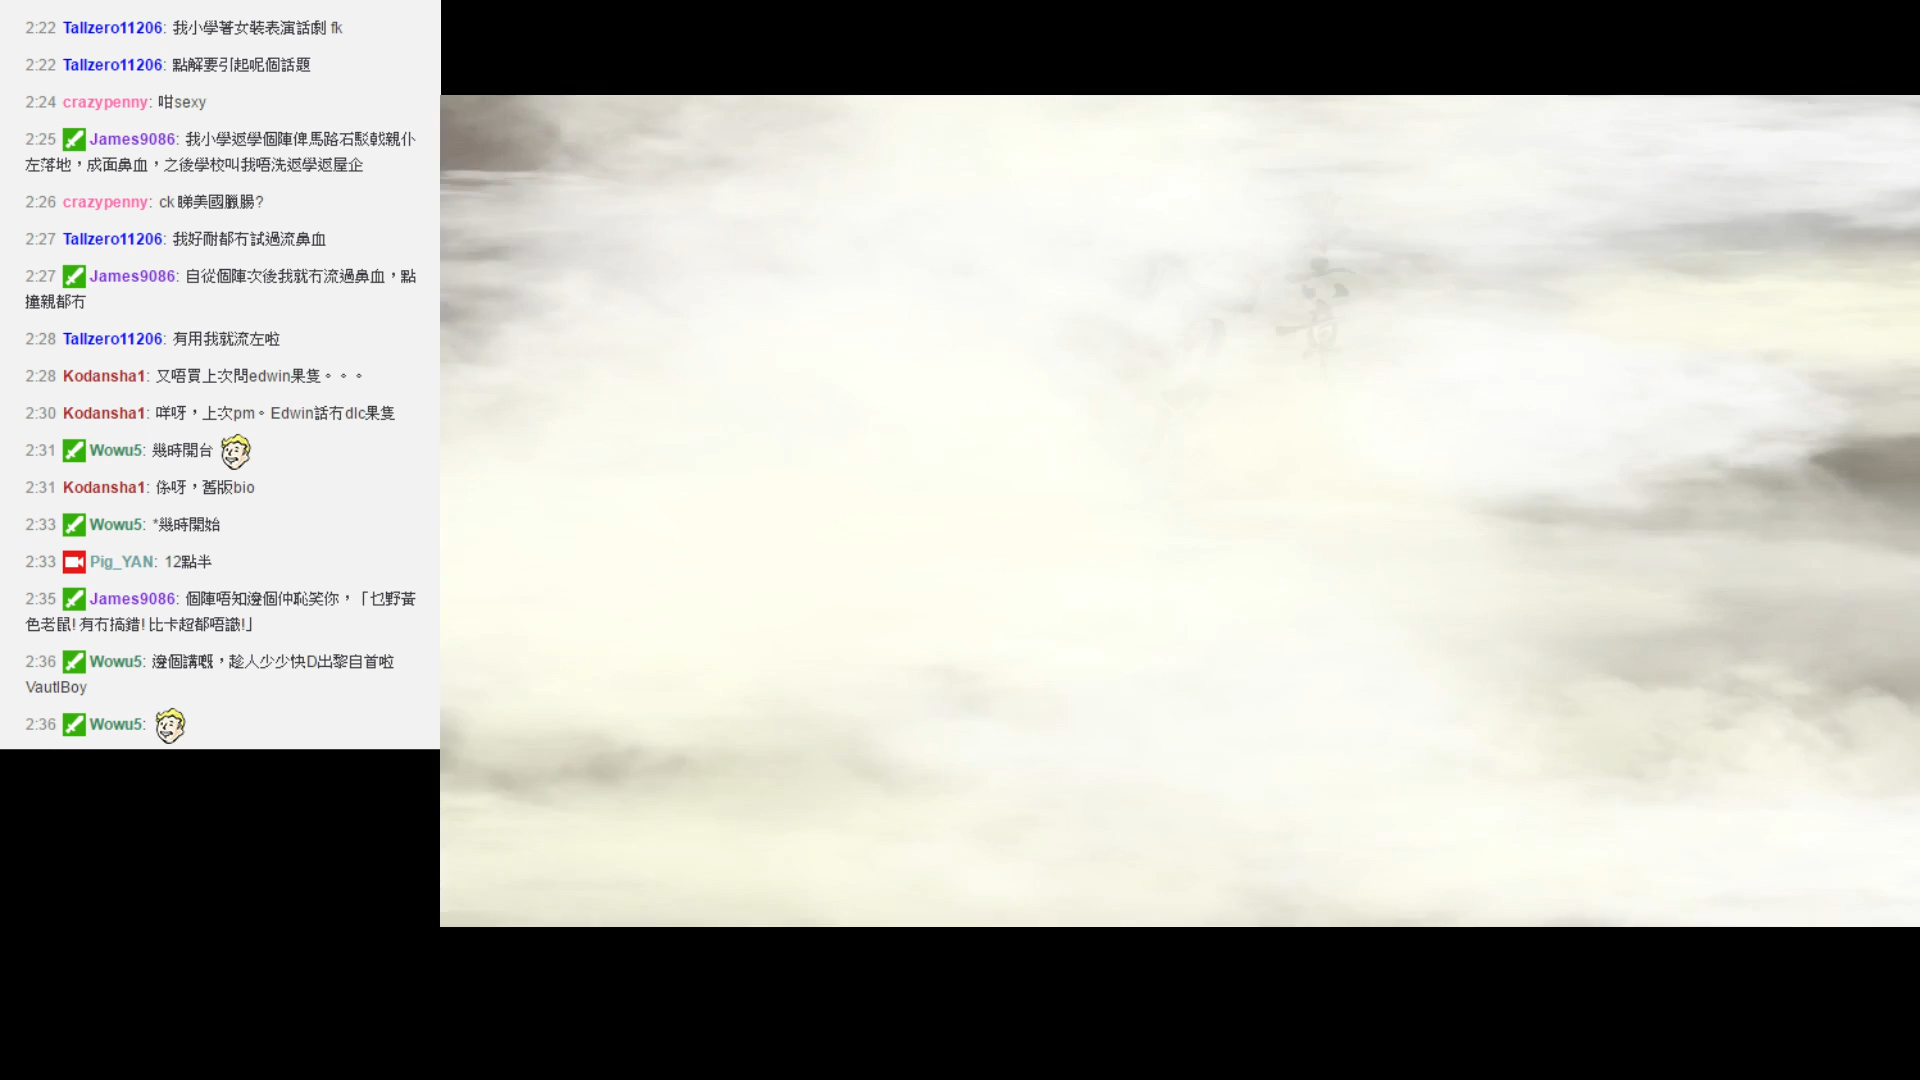 2:22 Tallzero11206: 我小學著女裝表演話劇 fk
2:22 Tallzero11206: 點解要引起呢個話題
2:24 crazypenny: 咁sexy
2:25 James9086: 我小學返學個陣俾馬路石駁戟親仆
左落地，成面鼻血，之後學校叫我唔洗返學返屋企
2:26 crazypenny: ck 睇美國臘腸?
2:27 Tallzero11206: 我好耐都冇試過流鼻血
2:27 James9086: 自從個陣次後我就冇流過鼻血，點
撞親都冇
2:28 Tallzero11206: 有用我就流左啦
2:28 Kodansha1: 又唔買上次問edwin果隻。。。
2:30 Kodansha1: 咩呀，上次pm。Edwin話冇dlc果隻
2:31 Wowu5: 幾時開台
2:31 Kodansha1: 係呀，舊版bio
2:33 Wowu5: *幾時開始
2:33 Pig_YAN: 12點半
2:35 James9086: 個陣唔知邊個仲恥笑你，「乜野黃
色老鼠! 有冇搞錯! 比卡超都唔識!」
2:36 Wowu5: 邊個講嘅，趁人少少快D出黎自首啦
VautlBoy
2:36 Wowu5: